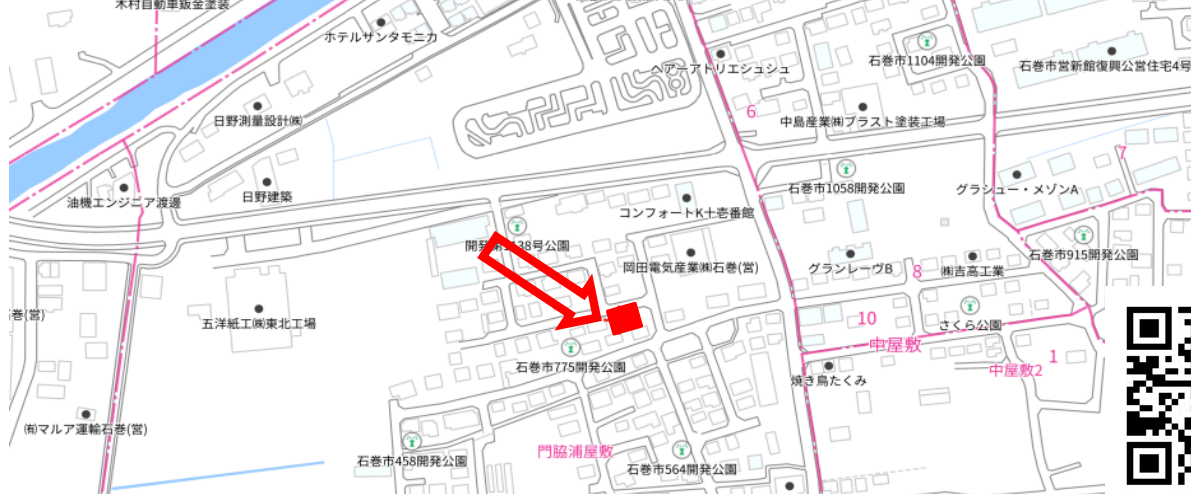 木村自動車鈑金塗装
ホテルサンタモニカ
ヘアーアトリエシュシュ
石巻市1104開発公園
石巻市営新館復興公営住宅4号
6
日野測量設計㈱
中島産業㈱ブラスト塗装工場
7
油機エンジニア渡邊
日野建築
石巻市1058開発公園
グラシュー・メゾンA
コンフォートK十壱番館
開発第1138号公園
岡田電気産業㈱石巻(営)
グランレーヴB
8
㈱吉高工業
石巻市915開発公園
巻(営)
五洋紙工㈱東北工場
10
さくら公園
中屋敷
1
石巻市775開発公園
焼き鳥たくみ
中屋敷2
㈲マルア運輸石巻(営)
門脇浦屋敷
石巻市458開発公園
石巻市564開発公園